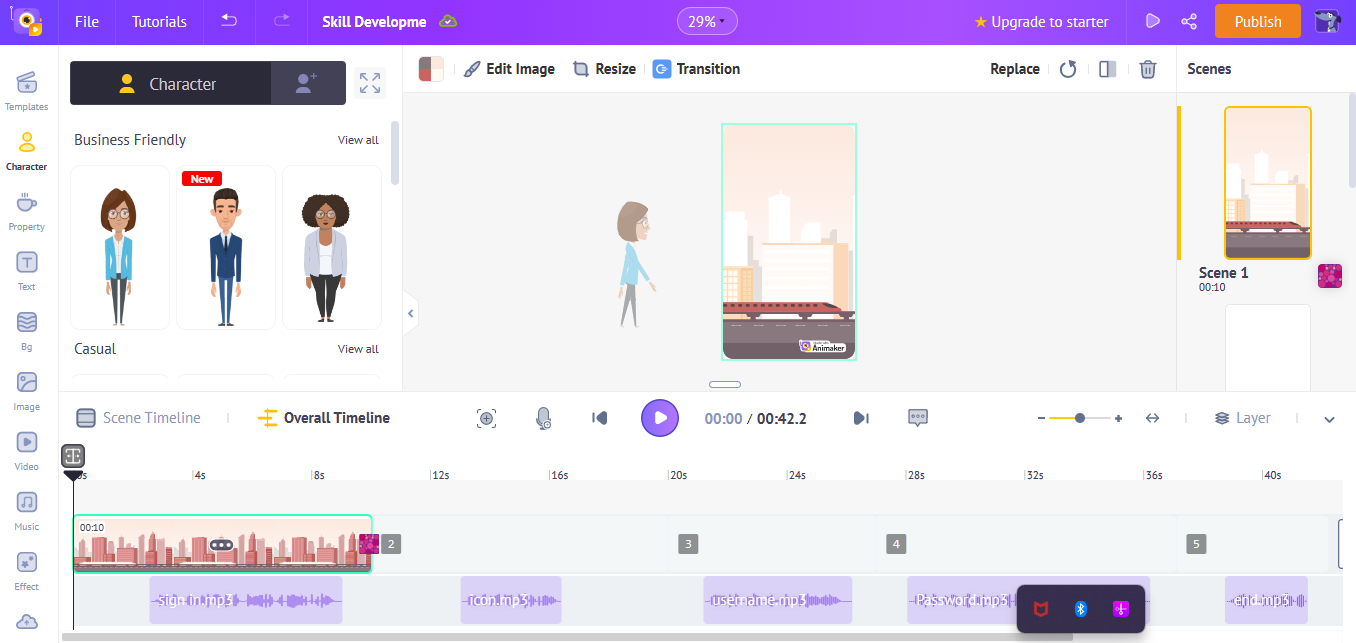 File
Tutorials
Skill Developme
29%
Upgrade to starter
Publish
Templates
Character
Property
Text
Bg
Image
Video
Music
Effect
Character
Business Friendly
View all
New
Casual
View all
Edit Image
Resize
Transition
Replace
Animaker
Scenes
Scene 1
00:10
Scene Timeline
Overall Timeline
00:00 / 00:42.2
Layer
4s
8s
12s
16s
20s
24s
28s
32s
36s
40s
00:10
2
3
4
5
sign in.mp3
icon.mp3
username.mp3
Password.mp3
end.mp3